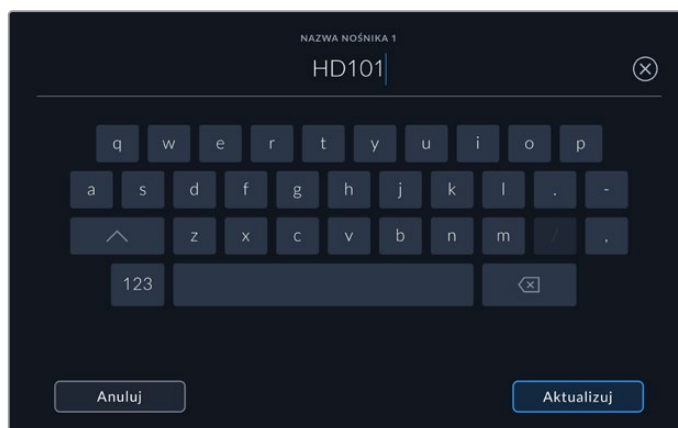 NAZWA NOŚNIKA 1
HD101
q w e r t y u i o p
a s d f g h j k l . -
z x c v b n m / ,
123
Anuluj Aktualizuj